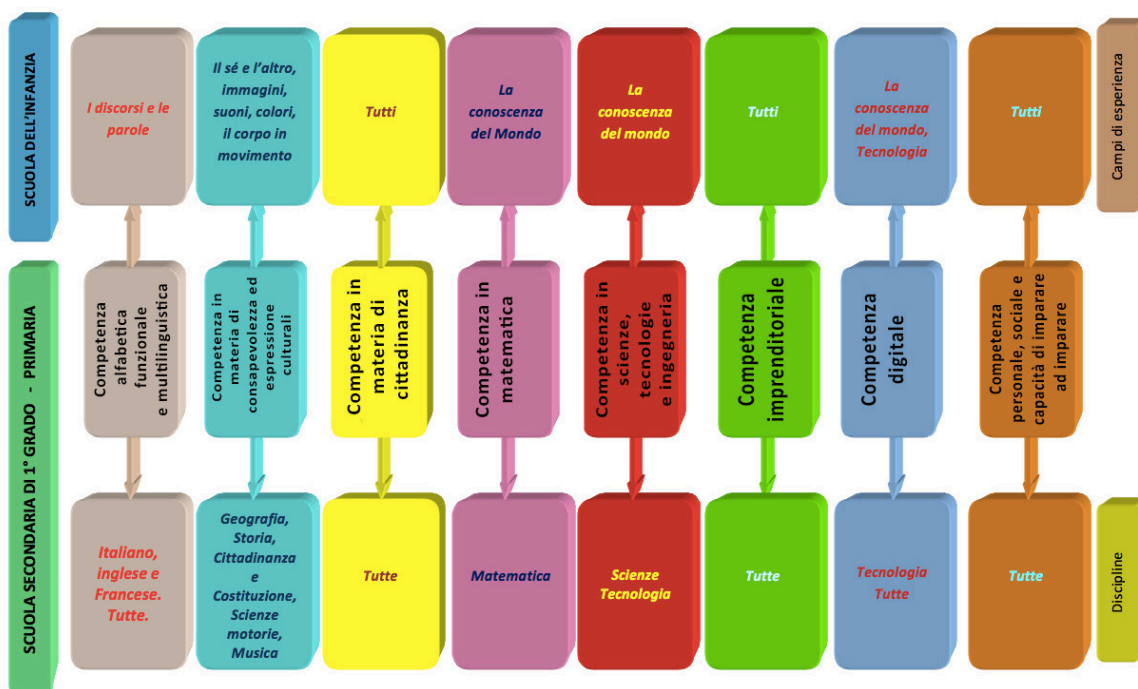 SCUOLA DELL'INFANZIA
I discorsi e le
parole
Il sé e l'altro,
immagini,
suoni, colori,
il corpo in
movimento
Tutti
La
conoscenza
del Mondo
La
conoscenza
del mondo
Tutti
La
conoscenza
del mondo,
Tecnologia
Tutti
Campi di esperienza
SCUOLA SECONDARIA DI 1° GRADO - PRIMARIA
Competenza
alfabetica
funzionale
e multilinguistica
Competenza in
materia di
consapevolezza ed
espressione
culturali
Competenza in
materia di
cittadinanza
Competenza in
matematica
Competenza in
scienze,
tecnologie
e ingegneria
Competenza
imprenditoriale
Competenza
digitale
Competenza
personale, sociale e
capacità di imparare
ad imparare
Italiano,
inglese e
Francese.
Tutte.
Geografia,
Storia,
Cittadinanza
e
Costituzione,
Scienze
motorie,
Musica
Tutte
Matematica
Scienze
Tecnologia
Tutte
Tecnologia
Tutte
Tutte
Discipline